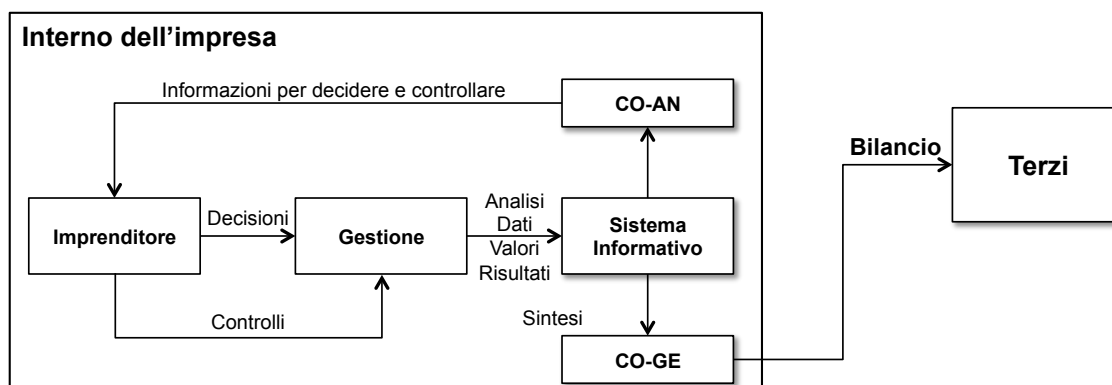 Interno dell'impresa
Informazioni per decidere e controllare
CO-AN
Bilancio
Terzi
Imprenditore
Decisioni
Gestione
Analisi
Dati
Valori
Risultati
Sistema
Informativo
Controlli
Sintesi
CO-GE